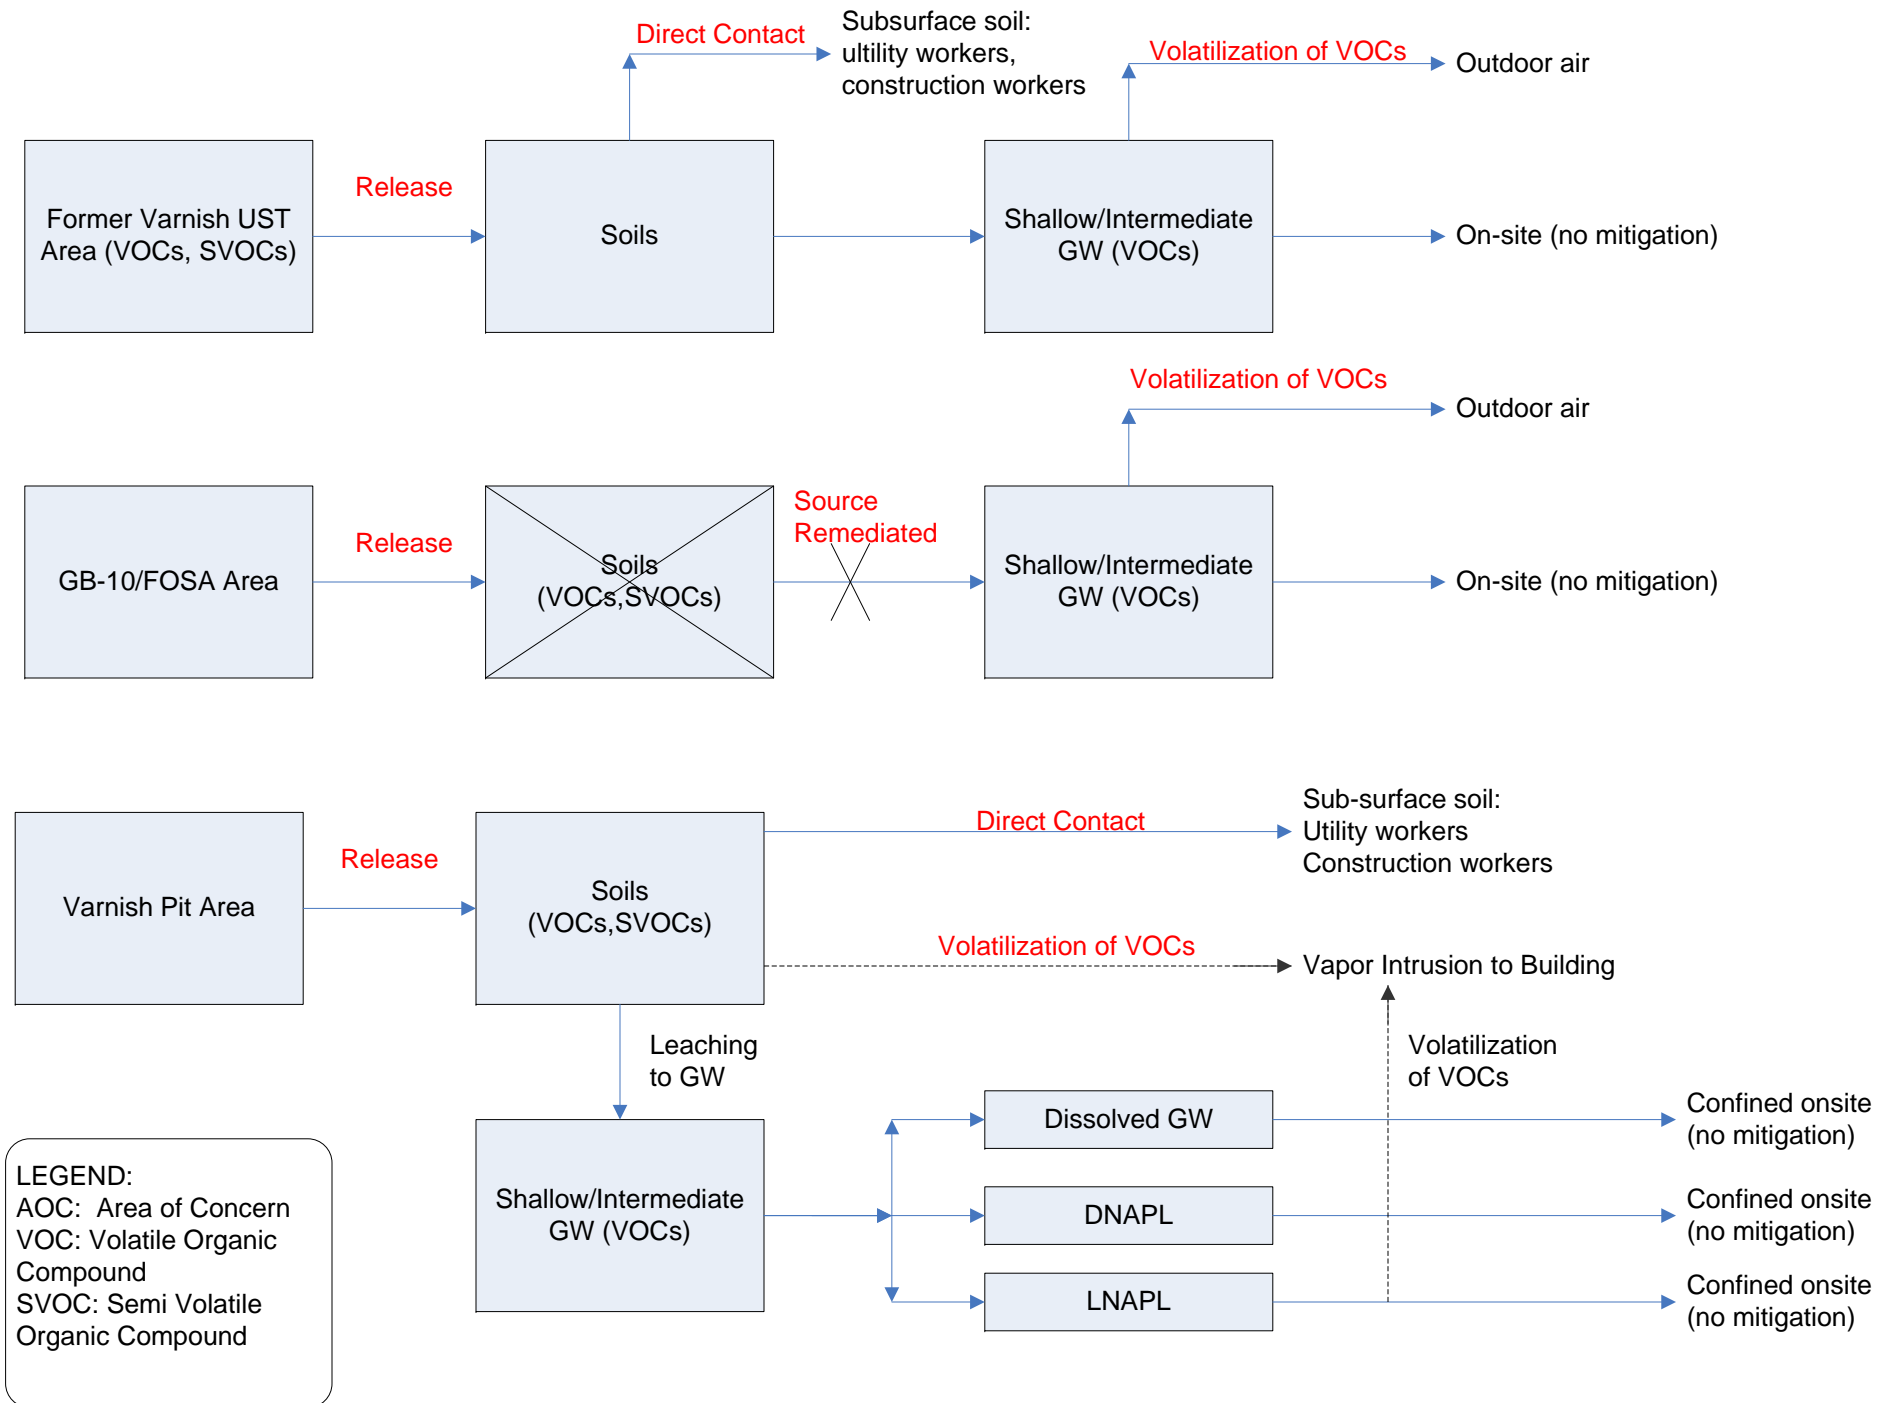 Direct Contact
Subsurface soil:
ultility workers,
construction workers
Volatilization of VOCs
Outdoor air
Former Varnish UST
Area (VOCs, SVOCs)
Release
Soils
Shallow/Intermediate
GW (VOCs)
On-site (no mitigation)
Volatilization of VOCs
Outdoor air
GB-10/FOSA Area
Release
Soils
(VOCs,SVOCs)
Source
Remediated
Shallow/Intermediate
GW (VOCs)
On-site (no mitigation)
Varnish Pit Area
Release
Soils
(VOCs,SVOCs)
Direct Contact
Sub-surface soil:
Utility workers
Construction workers
Volatilization of VOCs
Vapor Intrusion to Building
Leaching
to GW
Volatilization
of VOCs
Shallow/Intermediate
GW (VOCs)
Dissolved GW
Confined onsite
(no mitigation)
DNAPL
Confined onsite
(no mitigation)
LNAPL
Confined onsite
(no mitigation)
LEGEND:
AOC:  Area of Concern
VOC: Volatile Organic
Compound
SVOC: Semi Volatile
Organic Compound